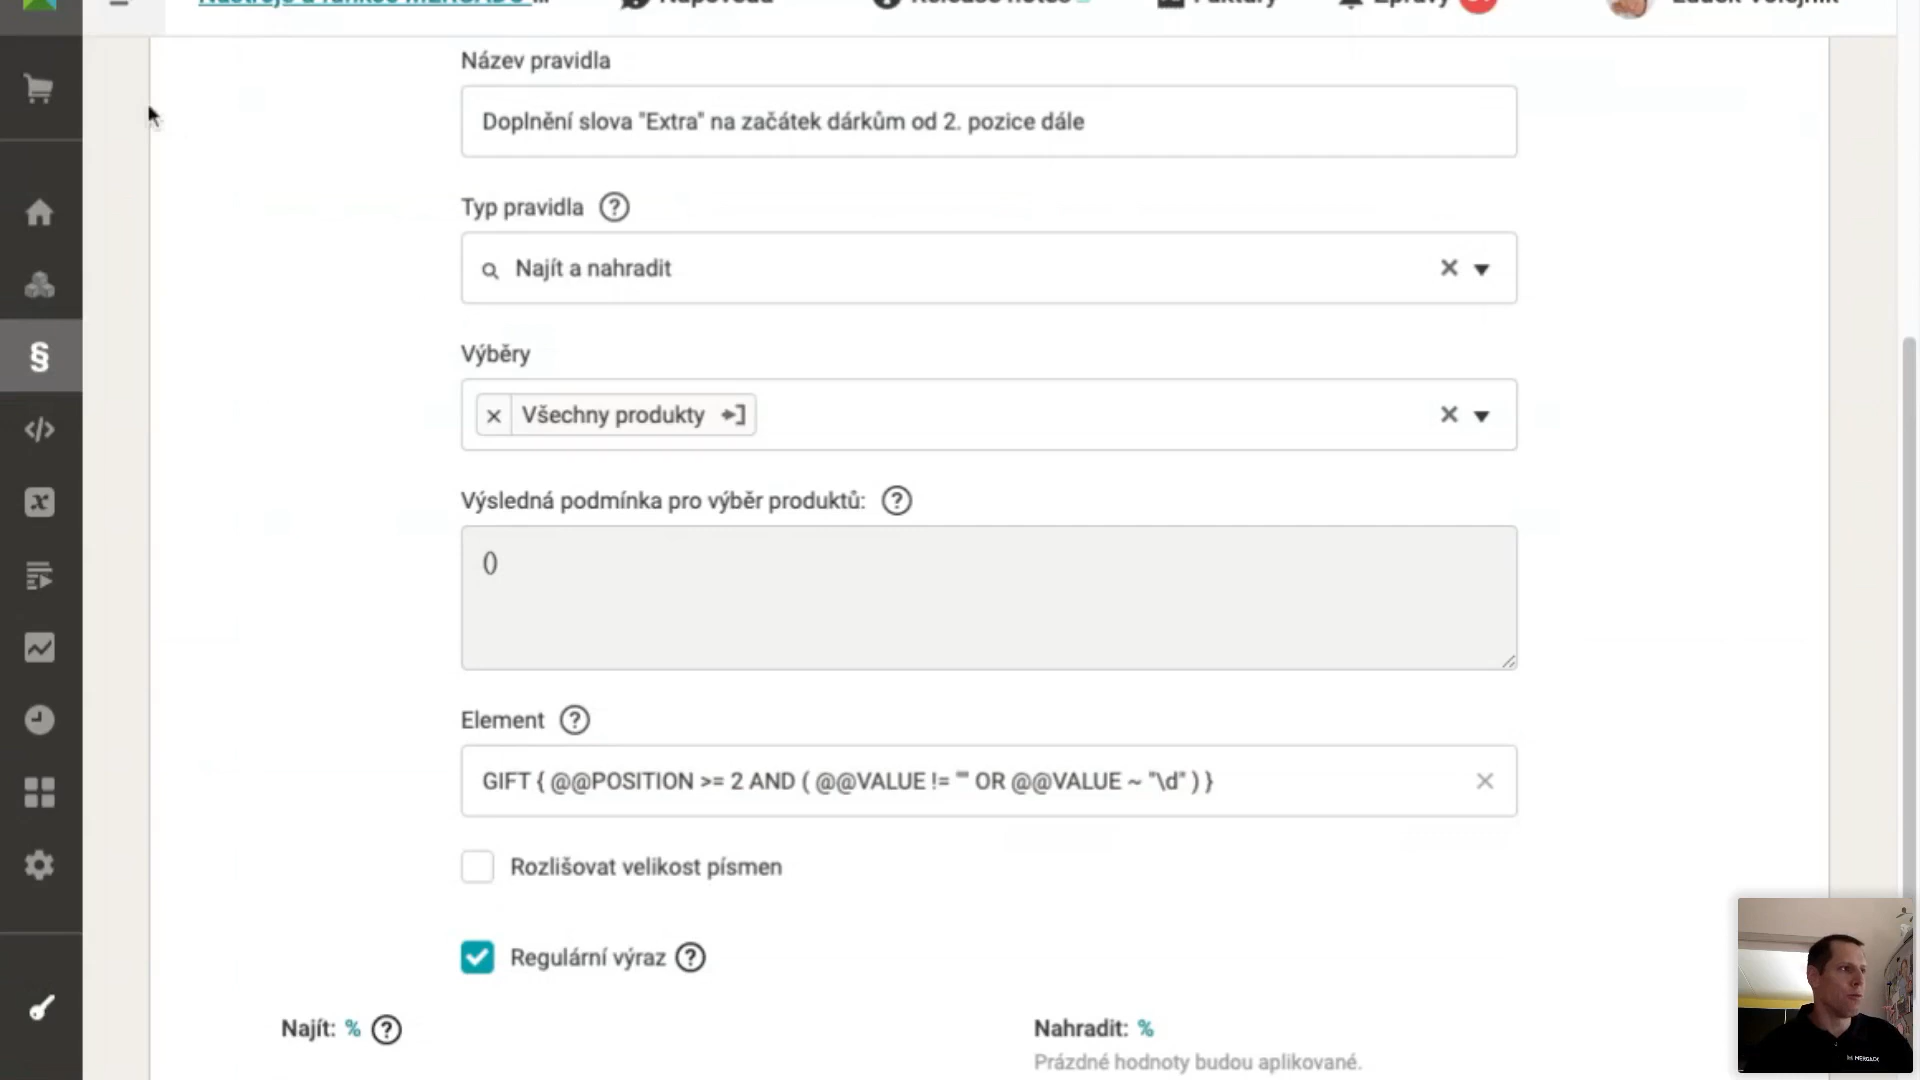 Název pravidla
Doplnění slova "Extra" na začátek dárkům od 2. pozice dále
Typ pravidla ?
Najít a nahradit
Výběry
Všechny produkty
Výsledná podmínka pro výběr produktů: ?
()
Element ?
GIFT { @@POSITION >= 2 AND ( @@VALUE != "" OR @@VALUE ~ "\d" ) }
Rozlišovat velikost písmen
Regulární výraz ?
Najít: % ?
Nahradit: %
Prázdné hodnoty budou aplikované.